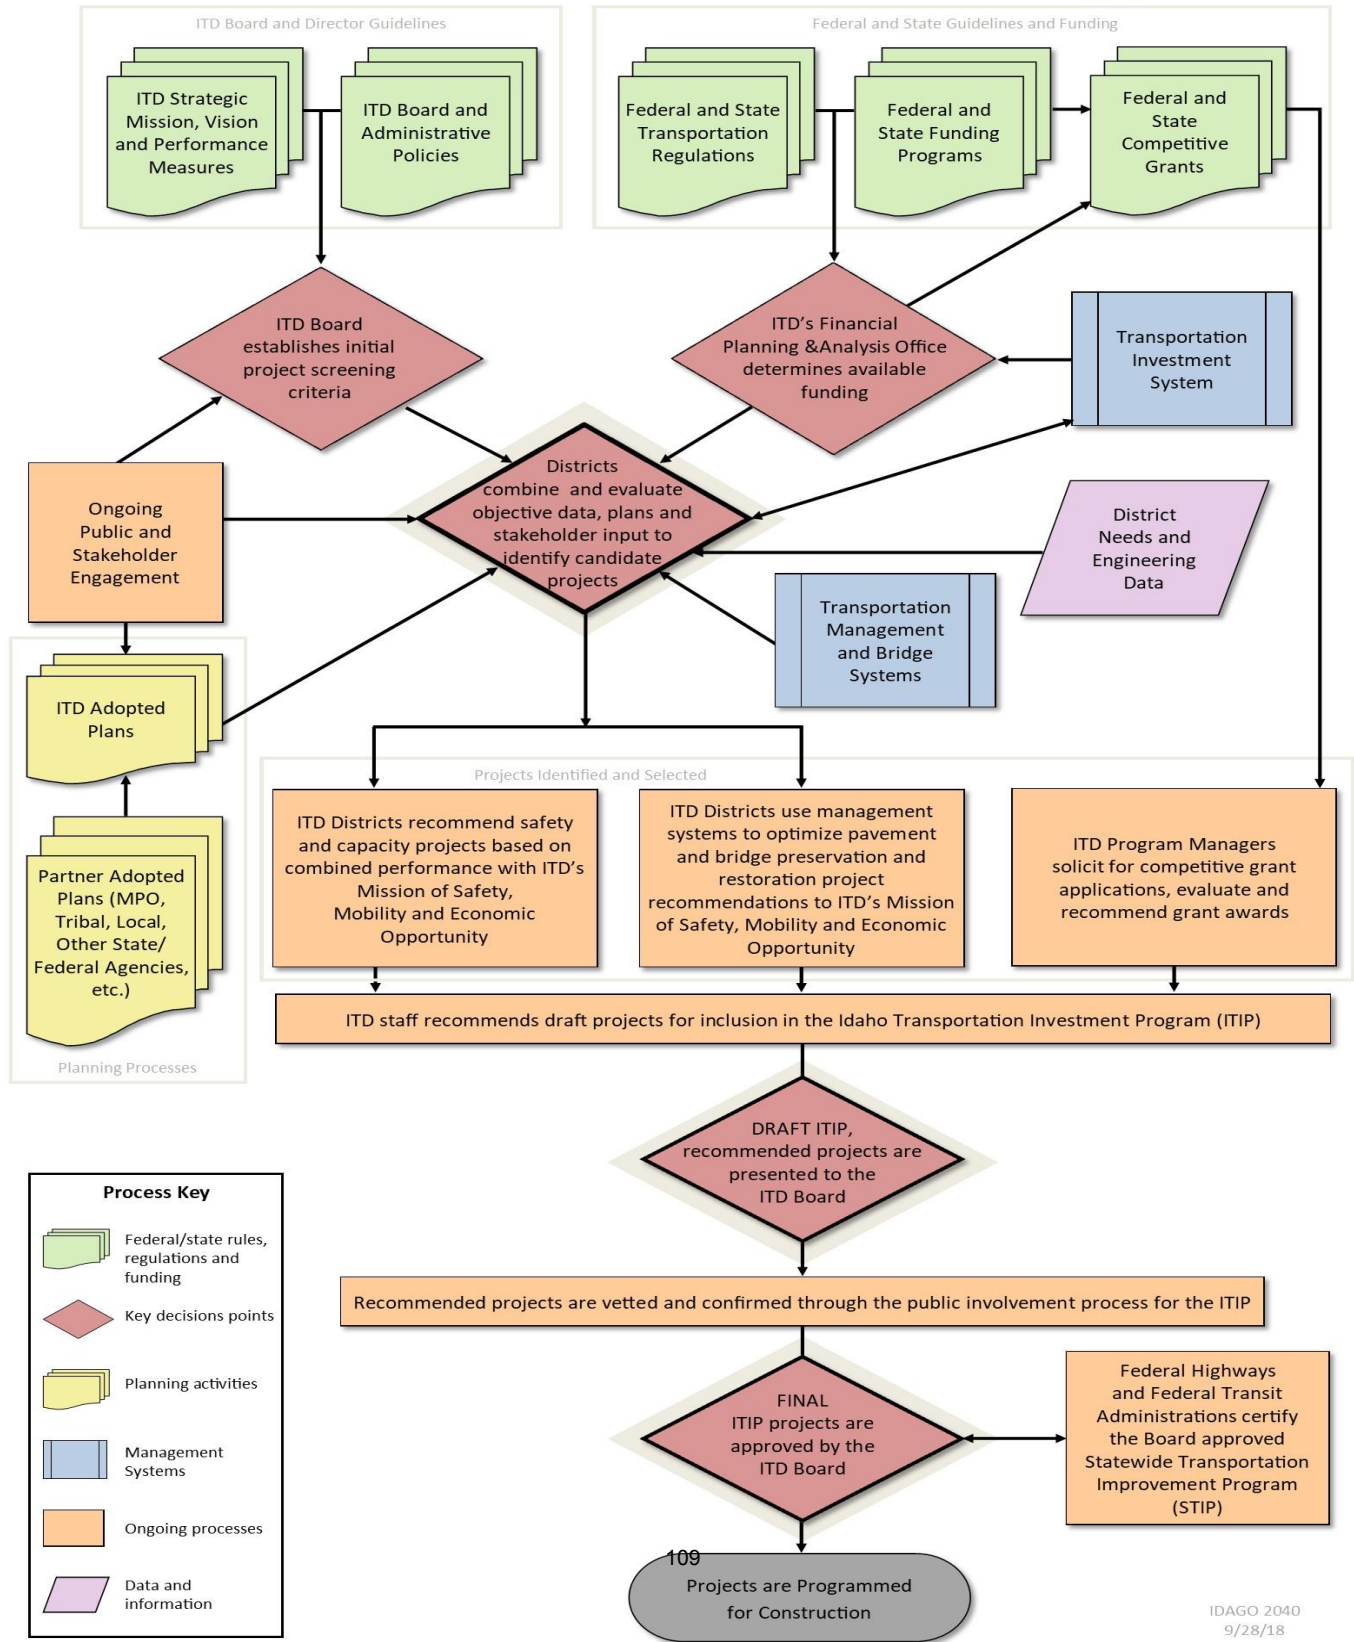 ITD Board and Director Guidelines
ITD Strategic
Mission, Vision
and Performance
Measures
ITD Board and
Administrative
Policies
Federal and State Guidelines and Funding
Federal and State
Transportation
Regulations
Federal and
State Funding
Programs
Federal and
State
Competitive
Grants
ITD Board
establishes initial
project screening
criteria
ITD's Financial
Planning &Analysis Office
determines available
funding
Transportation
Investment
System
Ongoing
Public and
Stakeholder
Engagement
Districts
combine and evaluate
objective data, plans and
stakeholder input to
identify candidate
projects
District
Needs and
Engineering
Data
Transportation
Management
and Bridge
Systems
ITD Adopted
Plans
Partner Adopted
Plans (MPO,
Tribal, Local,
Other State/
Federal Agencies,
etc.)
Planning Processes
Projects Identified and Selected
ITD Districts recommend safety
and capacity projects based on
combined performance with ITD's
Mission of Safety,
Mobility and Economic
Opportunity
ITD Districts use management
systems to optimize pavement
and bridge preservation and
restoration project
recommendations to ITD's Mission
of Safety, Mobility and Economic
Opportunity
ITD Program Managers
solicit for competitive grant
applications, evaluate and
recommend grant awards
ITD staff recommends draft projects for inclusion in the Idaho Transportation Investment Program (ITIP)
DRAFT ITIP,
recommended projects are
presented to the
ITD Board
Recommended projects are vetted and confirmed through the public involvement process for the ITIP
FINAL
ITIP projects are
approved by the
ITD Board
Federal Highways
and Federal Transit
Administrations certify
the Board approved
Statewide Transportation
Improvement Program
(STIP)
109
Projects are Programmed
for Construction
Process Key
Federal/state rules,
regulations and
funding
Key decisions points
Planning activities
Management
Systems
Ongoing processes
Data and
information
IDAGO 2040
9/28/18